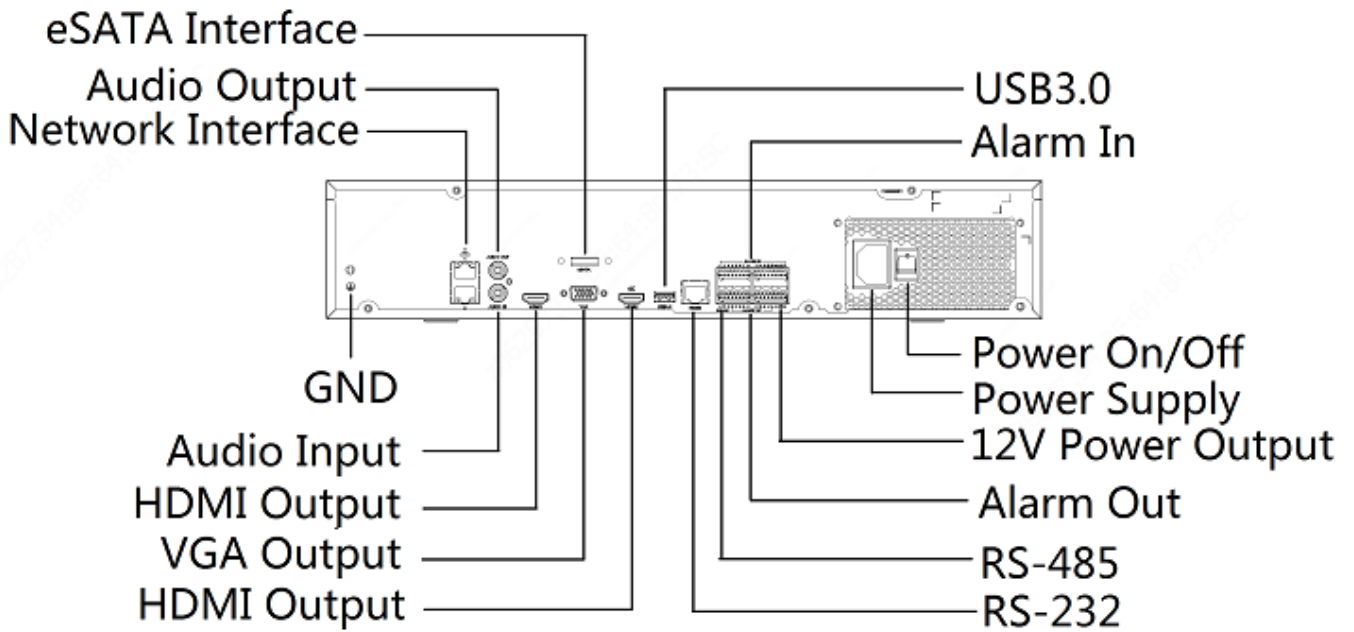 eSATA Interface
Audio Output
Network Interface
USB3.0
Alarm In
GND
Audio Input
HDMI Output
VGA Output
HDMI Output
Power On/Off
Power Supply
12V Power Output
Alarm Out
RS-485
RS-232